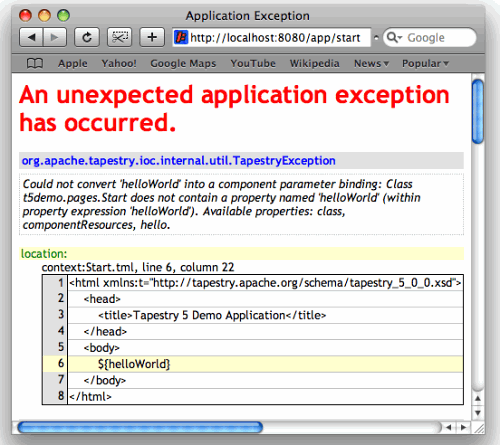 Application Exception
http://localhost:8080/app/start
Google
Apple Yahoo! Google Maps YouTube Wikipedia News Popular
An unexpected application exception
has occurred.
org.apache.tapestry.ioc.internal.util.TapestryException
Could not convert 'helloWorld' into a component parameter binding: Class
t5demo.pages.Start does not contain a property named 'helloWorld' (within
property expression 'helloWorld'). Available properties: class,
componentResources, hello.
location:
context:Start.tml, line 6, column 22
1 <html xmlns:t="http://tapestry.apache.org/schema/tapestry_5_0_0.xsd">
2 <head>
3 <title>Tapestry 5 Demo Application</title>
4 </head>
5 <body>
6 ${helloWorld}
7 </body>
8 </html>